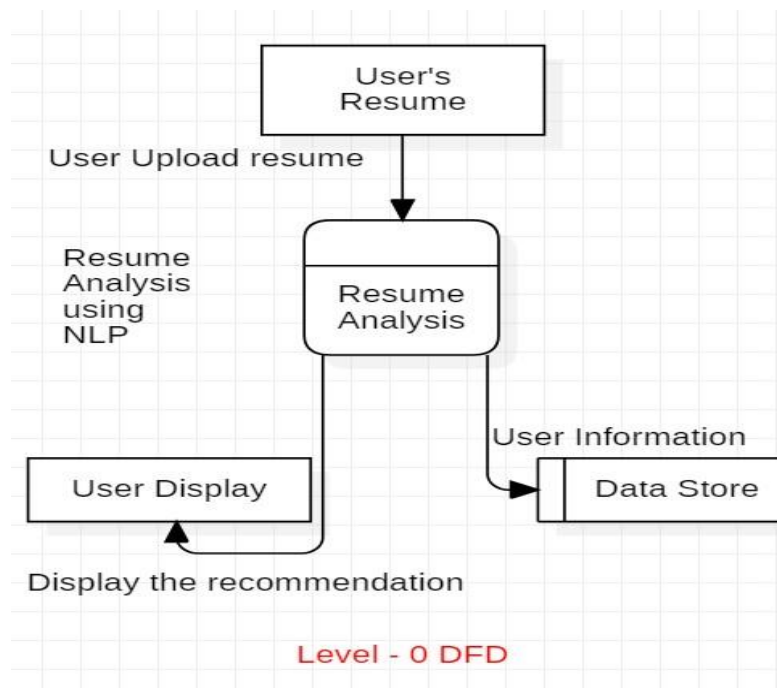 User's
Resume
User Upload resume
Resume
Analysis
using
NLP
Resume
Analysis
User Information
User Display
Data Store
Display the recommendation
Level - 0 DFD